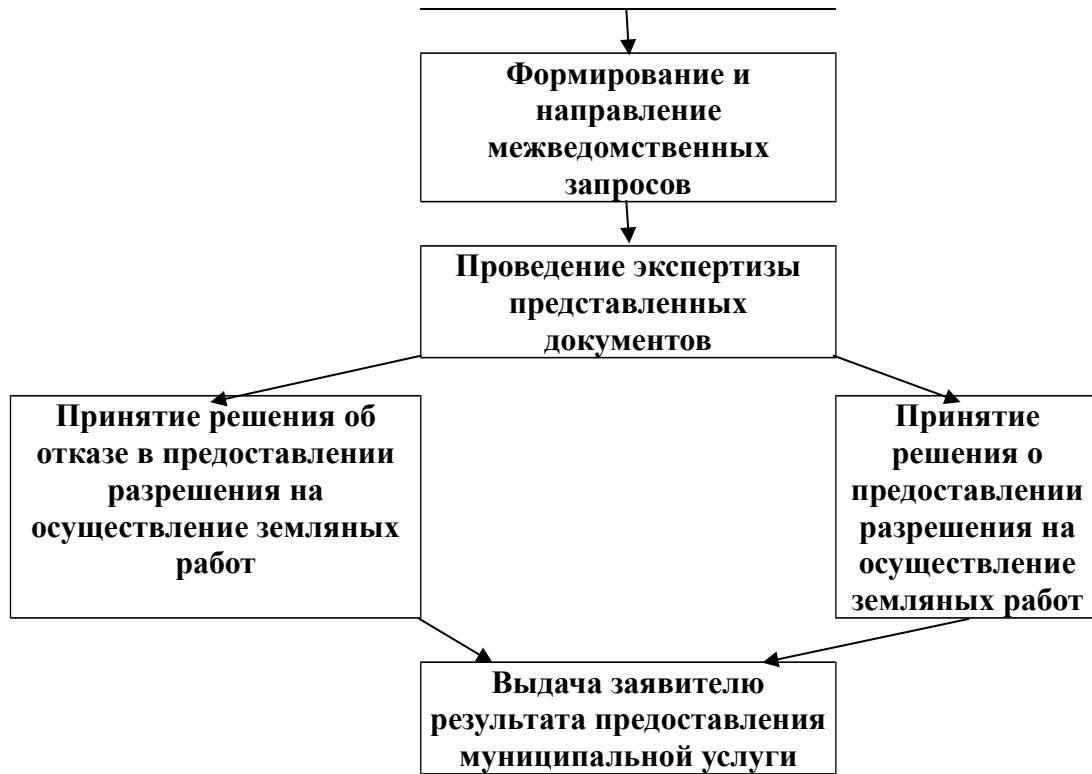 Формирование и
направление
межведомственных
запросов
Проведение экспертизы
представленных
документов
Принятие решения об
отказе в предоставлении
разрешения на
осуществление земляных
работ
Принятие
решения о
предоставлении
разрешения на
осуществление
земляных работ
Выдача заявителю
результата предоставления
муниципальной услуги